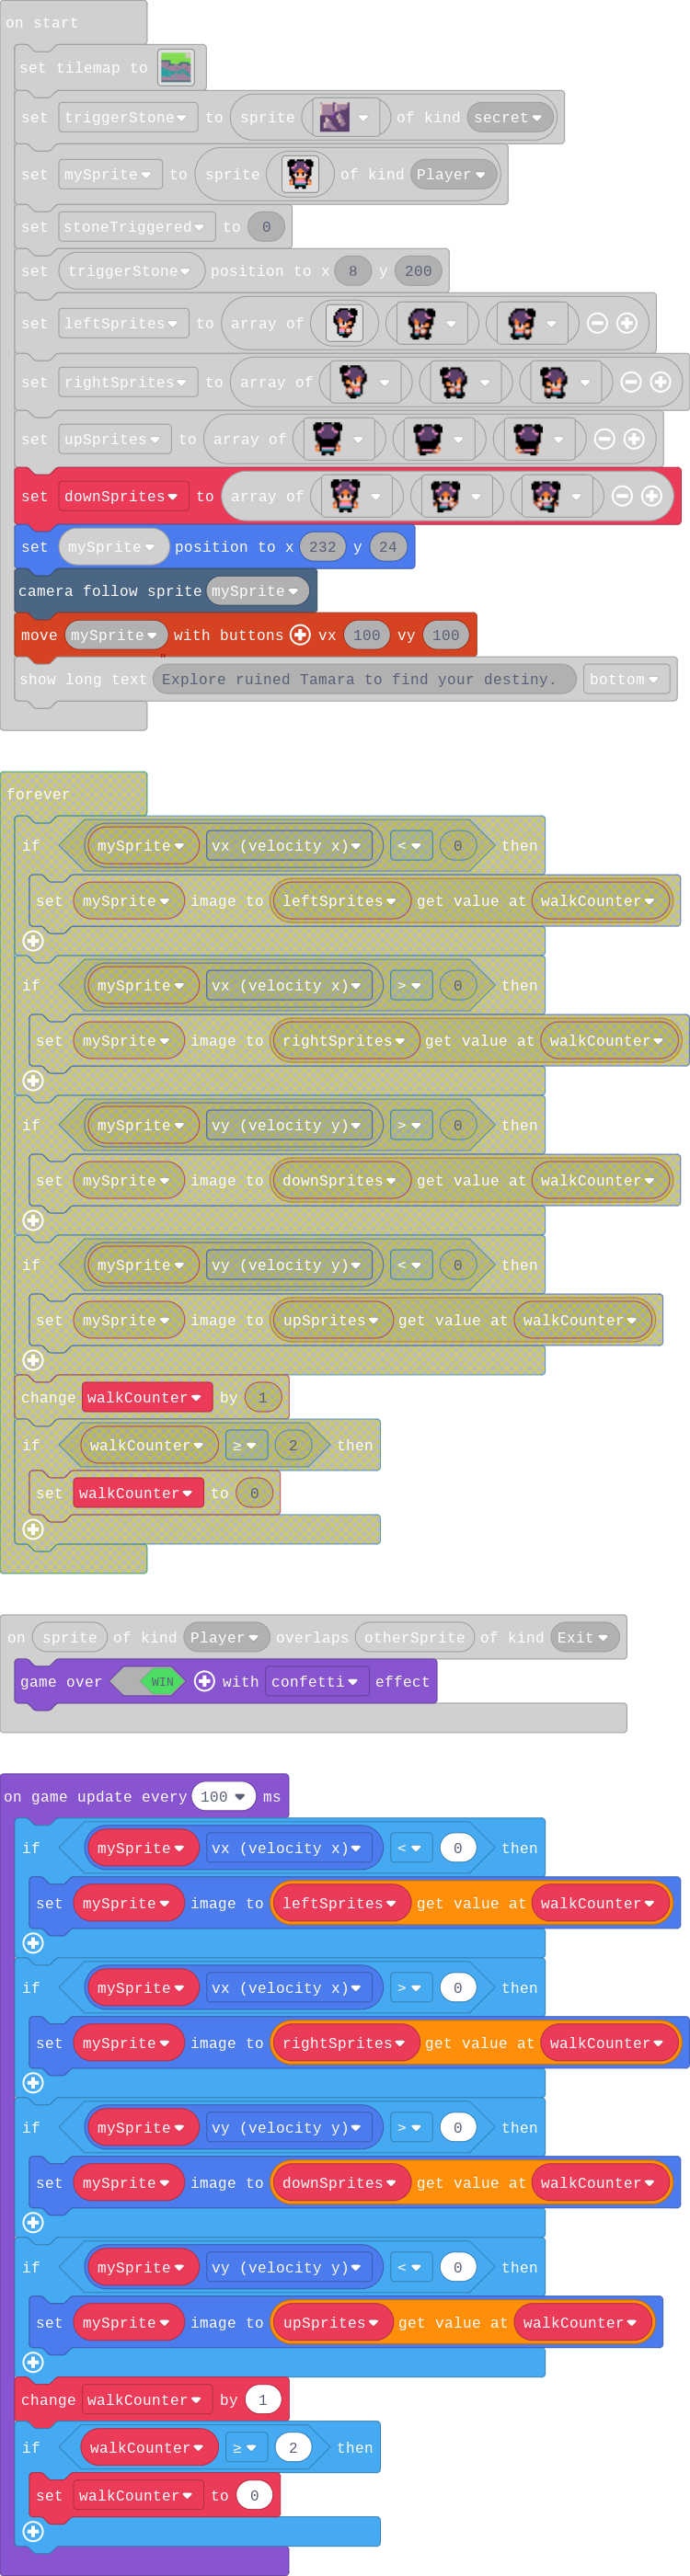 on start
set tilemap to
set triggerStone to sprite of kind secret
set mySprite to sprite of kind Player
set stoneTriggered to 0
set triggerStone position to x 8 y 200
set leftSprites to array of
set rightSprites to array of
set upSprites to array of
set downSprites to array of
set mySprite position to x 232 y 24
camera follow sprite mySprite
move mySprite with buttons vx 100 vy 100
show long text Explore ruined Tamara to find your destiny. bottom
forever
if mySprite vx (velocity x) < 0 then
set mySprite image to leftSprites get value at walkCounter
if mySprite vx (velocity x) > 0 then
set mySprite image to rightSprites get value at walkCounter
if mySprite vy (velocity y) > 0 then
set mySprite image to downSprites get value at walkCounter
if mySprite vy (velocity y) < 0 then
set mySprite image to upSprites get value at walkCounter
change walkCounter by 1
if walkCounter ≥ 2 then
set walkCounter to 0
on sprite of kind Player overlaps otherSprite of kind Exit
game over WIN with confetti effect
on game update every 100 ms
if mySprite vx (velocity x) < 0 then
set mySprite image to leftSprites get value at walkCounter
if mySprite vx (velocity x) > 0 then
set mySprite image to rightSprites get value at walkCounter
if mySprite vy (velocity y) > 0 then
set mySprite image to downSprites get value at walkCounter
if mySprite vy (velocity y) < 0 then
set mySprite image to upSprites get value at walkCounter
change walkCounter by 1
if walkCounter ≥ 2 then
set walkCounter to 0